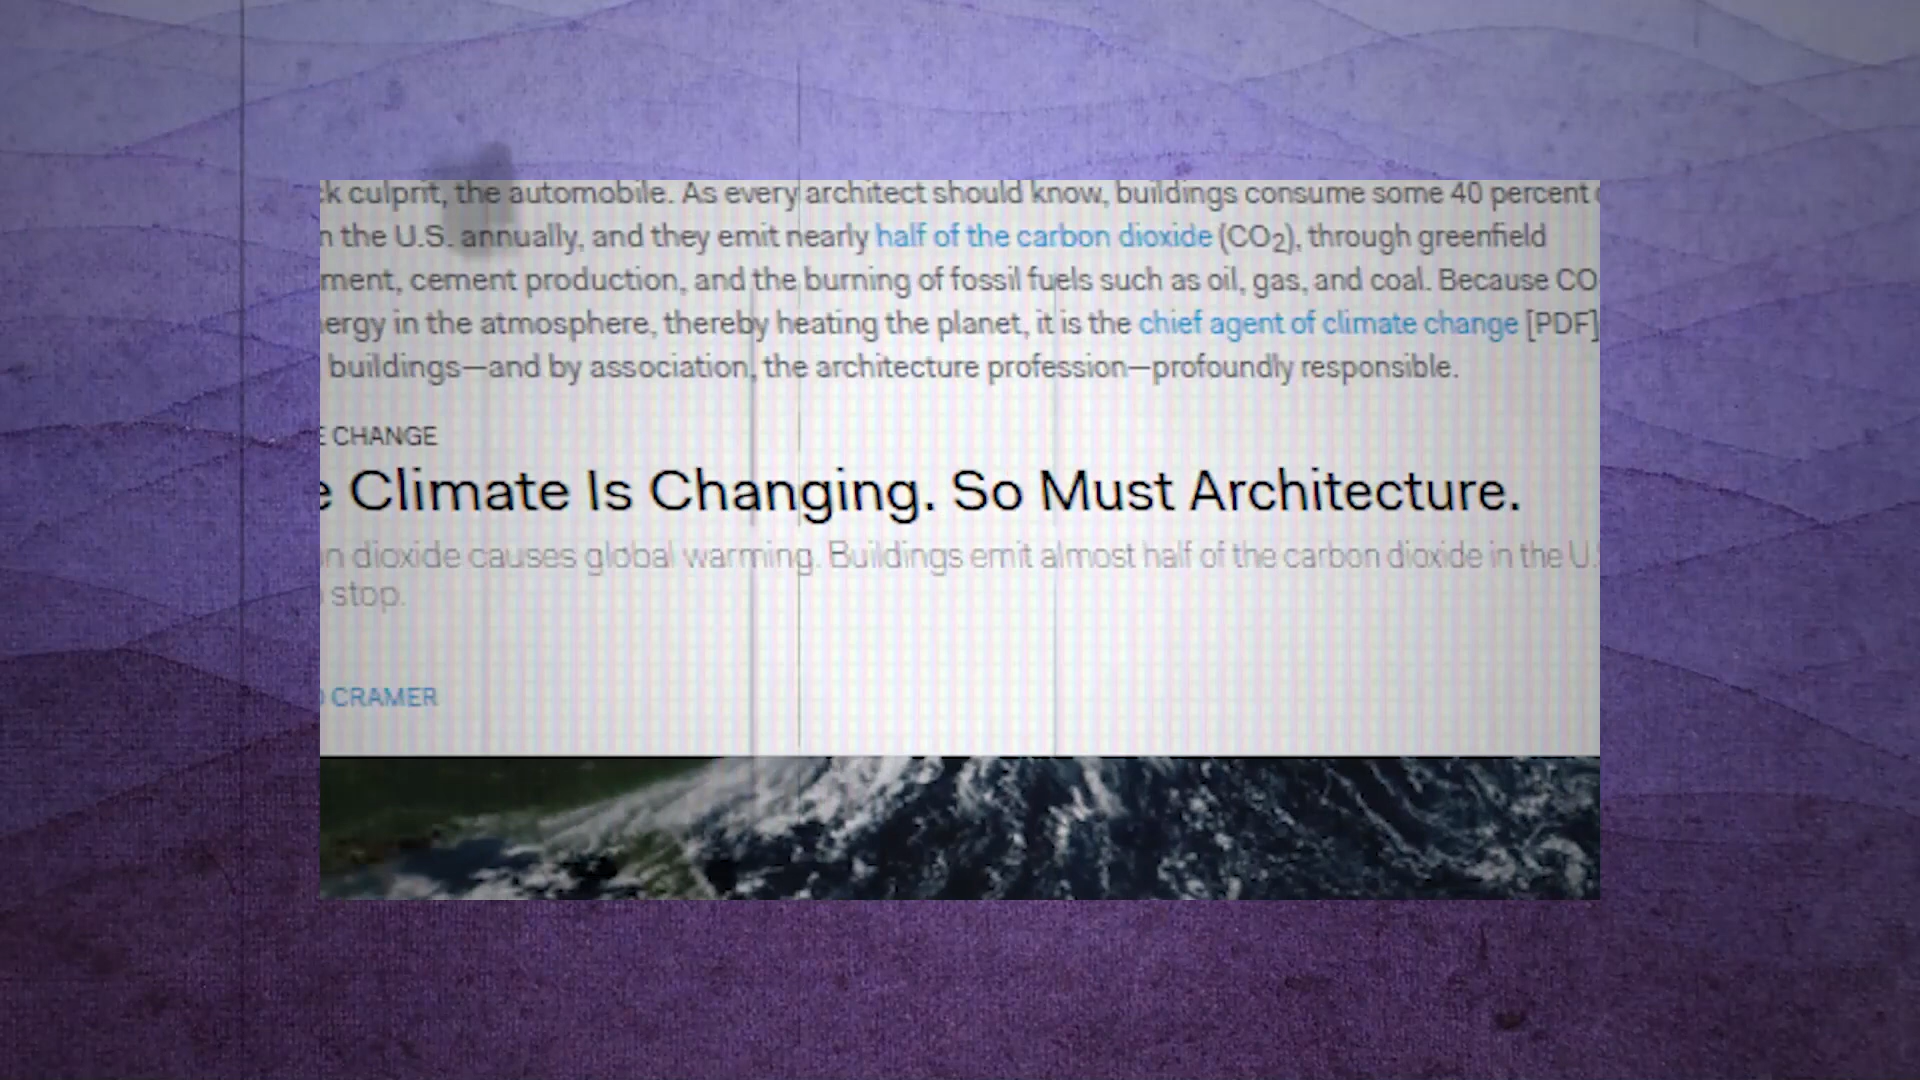 k culprit, the automobile. As every architect should know, buildings consume some 40 percent
n the U.S. annually, and they emit nearly half of the carbon dioxide (CO2), through greenfield
ment, cement production, and the burning of fossil fuels such as oil, gas, and coal. Because CO
ergy in the atmosphere, thereby heating the planet, it is the chief agent of climate change [PDF]
buildings—and by association, the architecture profession—profoundly responsible.
E CHANGE
e Climate Is Changing. So Must Architecture.
n dioxide causes global warming. Buildings emit almost half of the carbon dioxide in the U.S
stop.
CRAMER